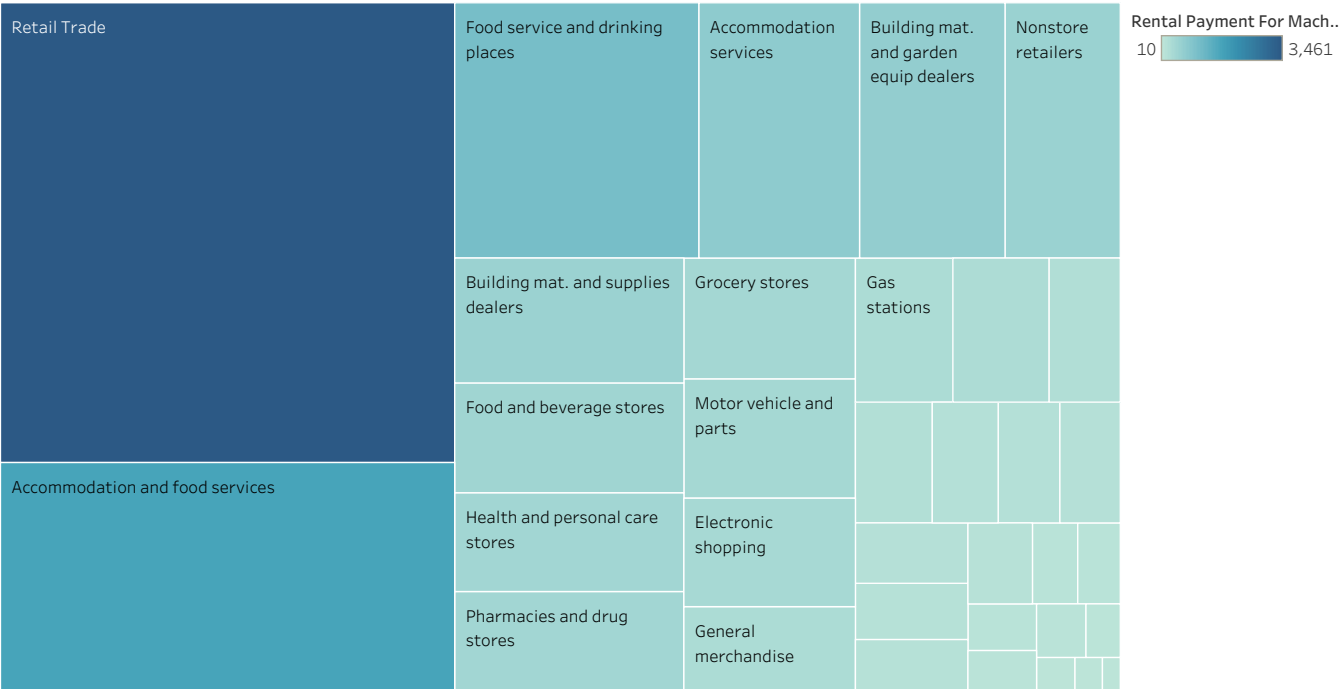 Retail Trade
Accommodation and food services
Food service and drinking
places
Accommodation
services
Building mat.
and garden
equip dealers
Nonstore
retailers
Building mat. and supplies
dealers
Food and beverage stores
Health and personal care
stores
Pharmacies and drug
stores
Grocery stores
Motor vehicle and
parts
Electronic
shopping
General
merchandise
Gas
stations
Rental Payment For Mach..
10 3,461